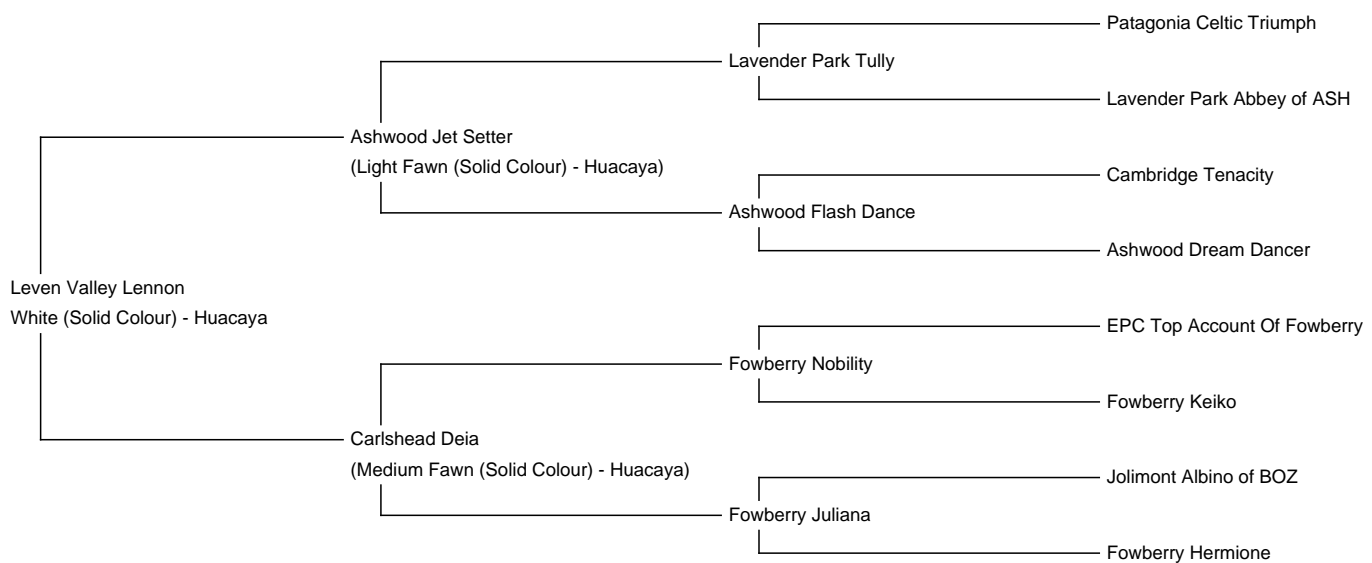 Patagonia Celtic Triumph
Lavender Park Tully
Lavender Park Abbey of ASH
Ashwood Jet Setter
(Light Fawn (Solid Colour) - Huacaya)
Cambridge Tenacity
Ashwood Flash Dance
Ashwood Dream Dancer
Leven Valley Lennon
White (Solid Colour) - Huacaya
EPC Top Account Of Fowberry
Fowberry Nobility
Fowberry Keiko
Carlshead Deia
(Medium Fawn (Solid Colour) - Huacaya)
Jolimont Albino of BOZ
Fowberry Juliana
Fowberry Hermione